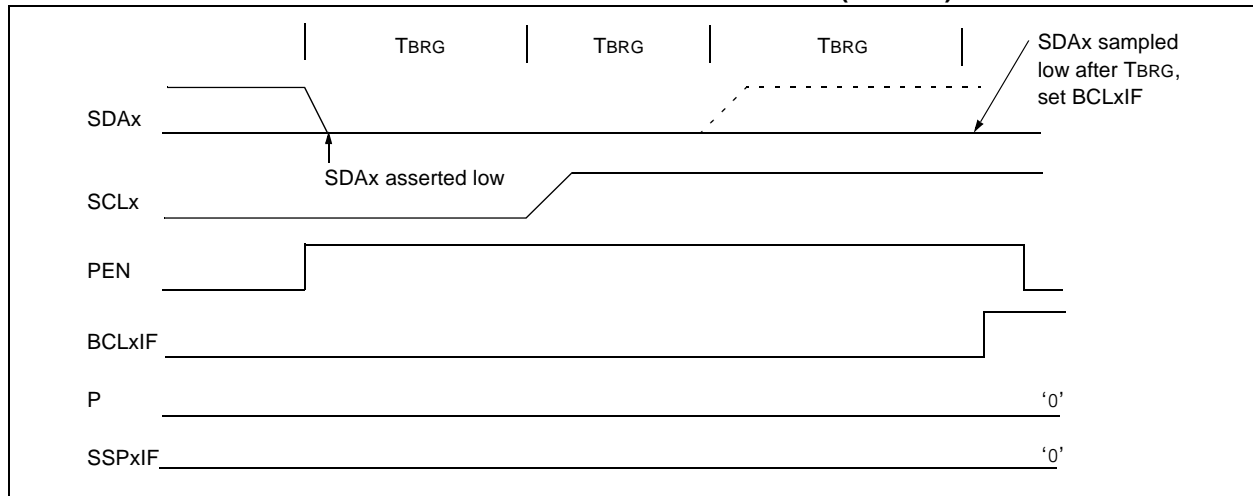 TBRG TBRG TBRG
SDAx sampled
low after TBRG,
set BCLxIF
SDAx
SDAx asserted low
SCLx
PEN
BCLxIF
P
‘0’
SSPxIF
‘0’